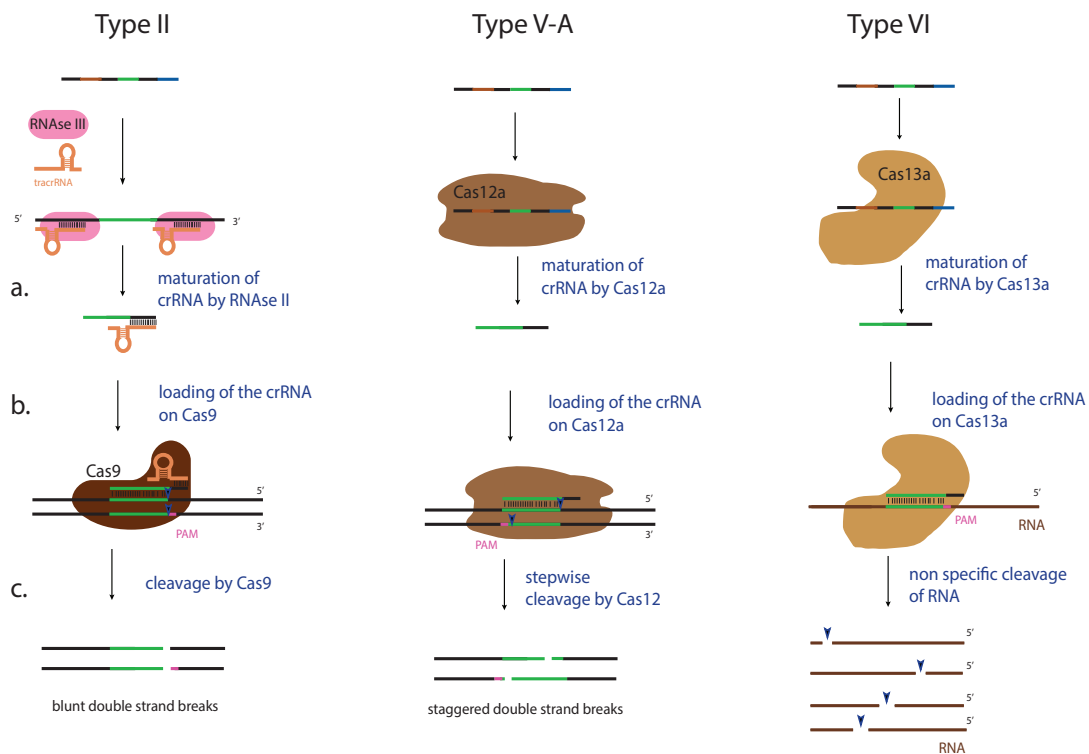 Type II
Type V-A
Type VI
RNAse III
tracrRNA
Cas12a
Cas13a
5’
3’
a.
maturation of
crRNA by RNAse II
maturation of
crRNA by Cas12a
maturation of
crRNA by Cas13a
b.
loading of the crRNA
on Cas9
loading of the crRNA
on Cas12a
loading of the crRNA
on Cas13a
Cas9
5’
3’
PAM
5’
3’
PAM
5’
PAM
RNA
c.
cleavage by Cas9
stepwise
cleavage by Cas12
non specific cleavage
of RNA
blunt double strand breaks
staggered double strand breaks
5’
5’
5’
5’
RNA